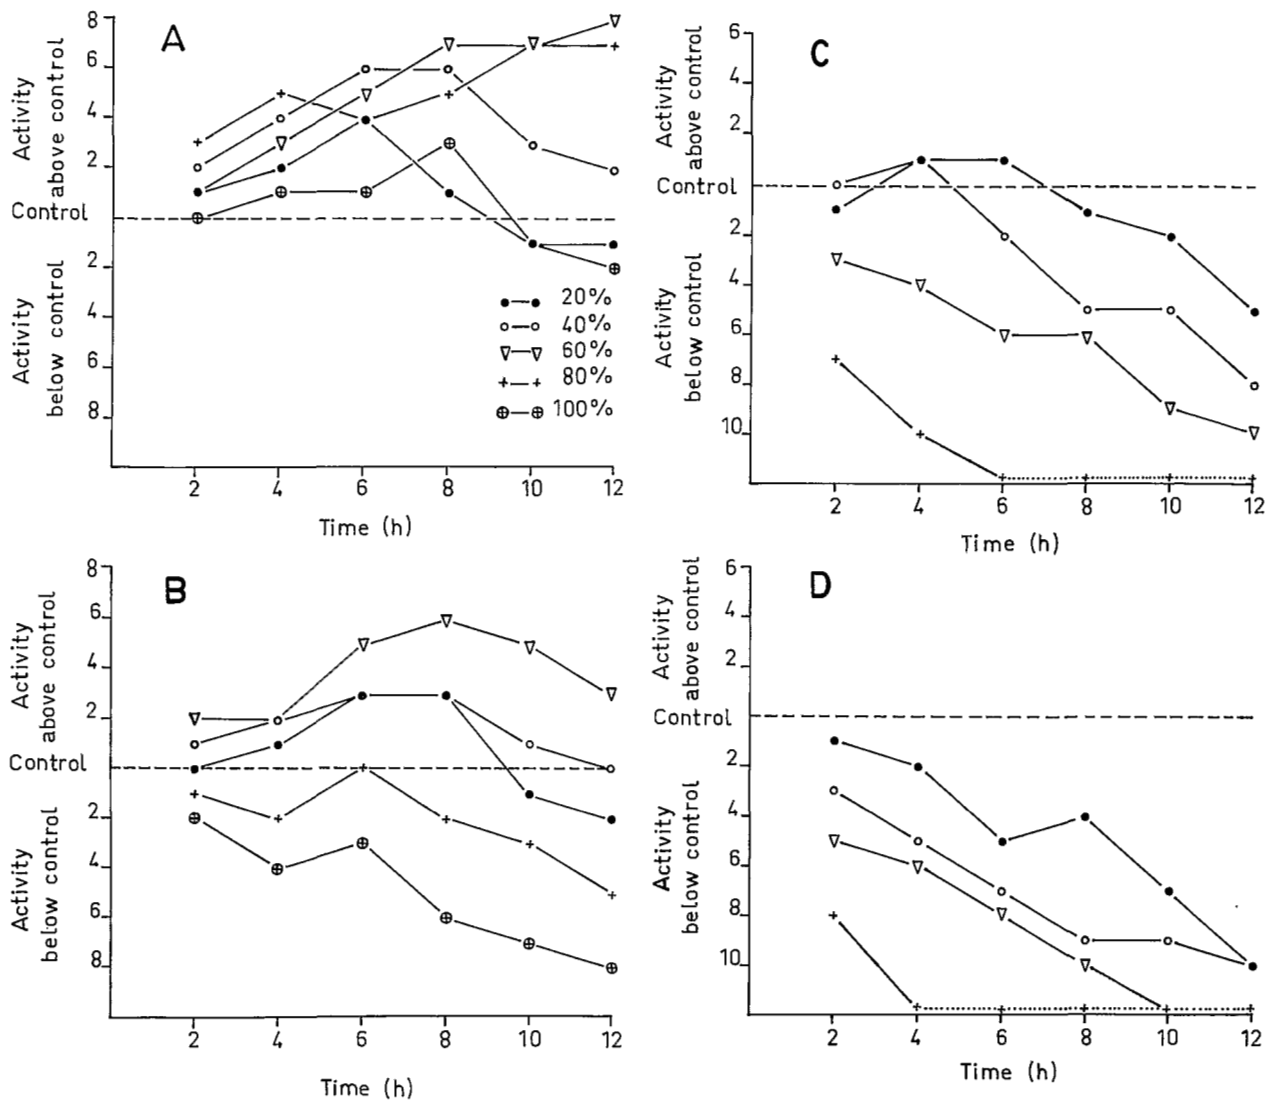 A
8
6
4
2
Control
2
4
6
8
Activity
above control
Activity
below control
20%
40%
60%
80%
100%
2 4 6 8 10 12
Time (h)
C
6
4
2
Control
2
4
6
8
10
Activity
above control
Activity
below control
2 4 6 8 10 12
Time (h)
B
8
6
4
2
Control
2
4
6
8
Activity
above control
Activity
below control
2 4 6 8 10 12
Time (h)
D
6
4
2
Control
2
4
6
8
10
Activity
above control
Activity
below control
2 4 6 8 10 12
Time (h)